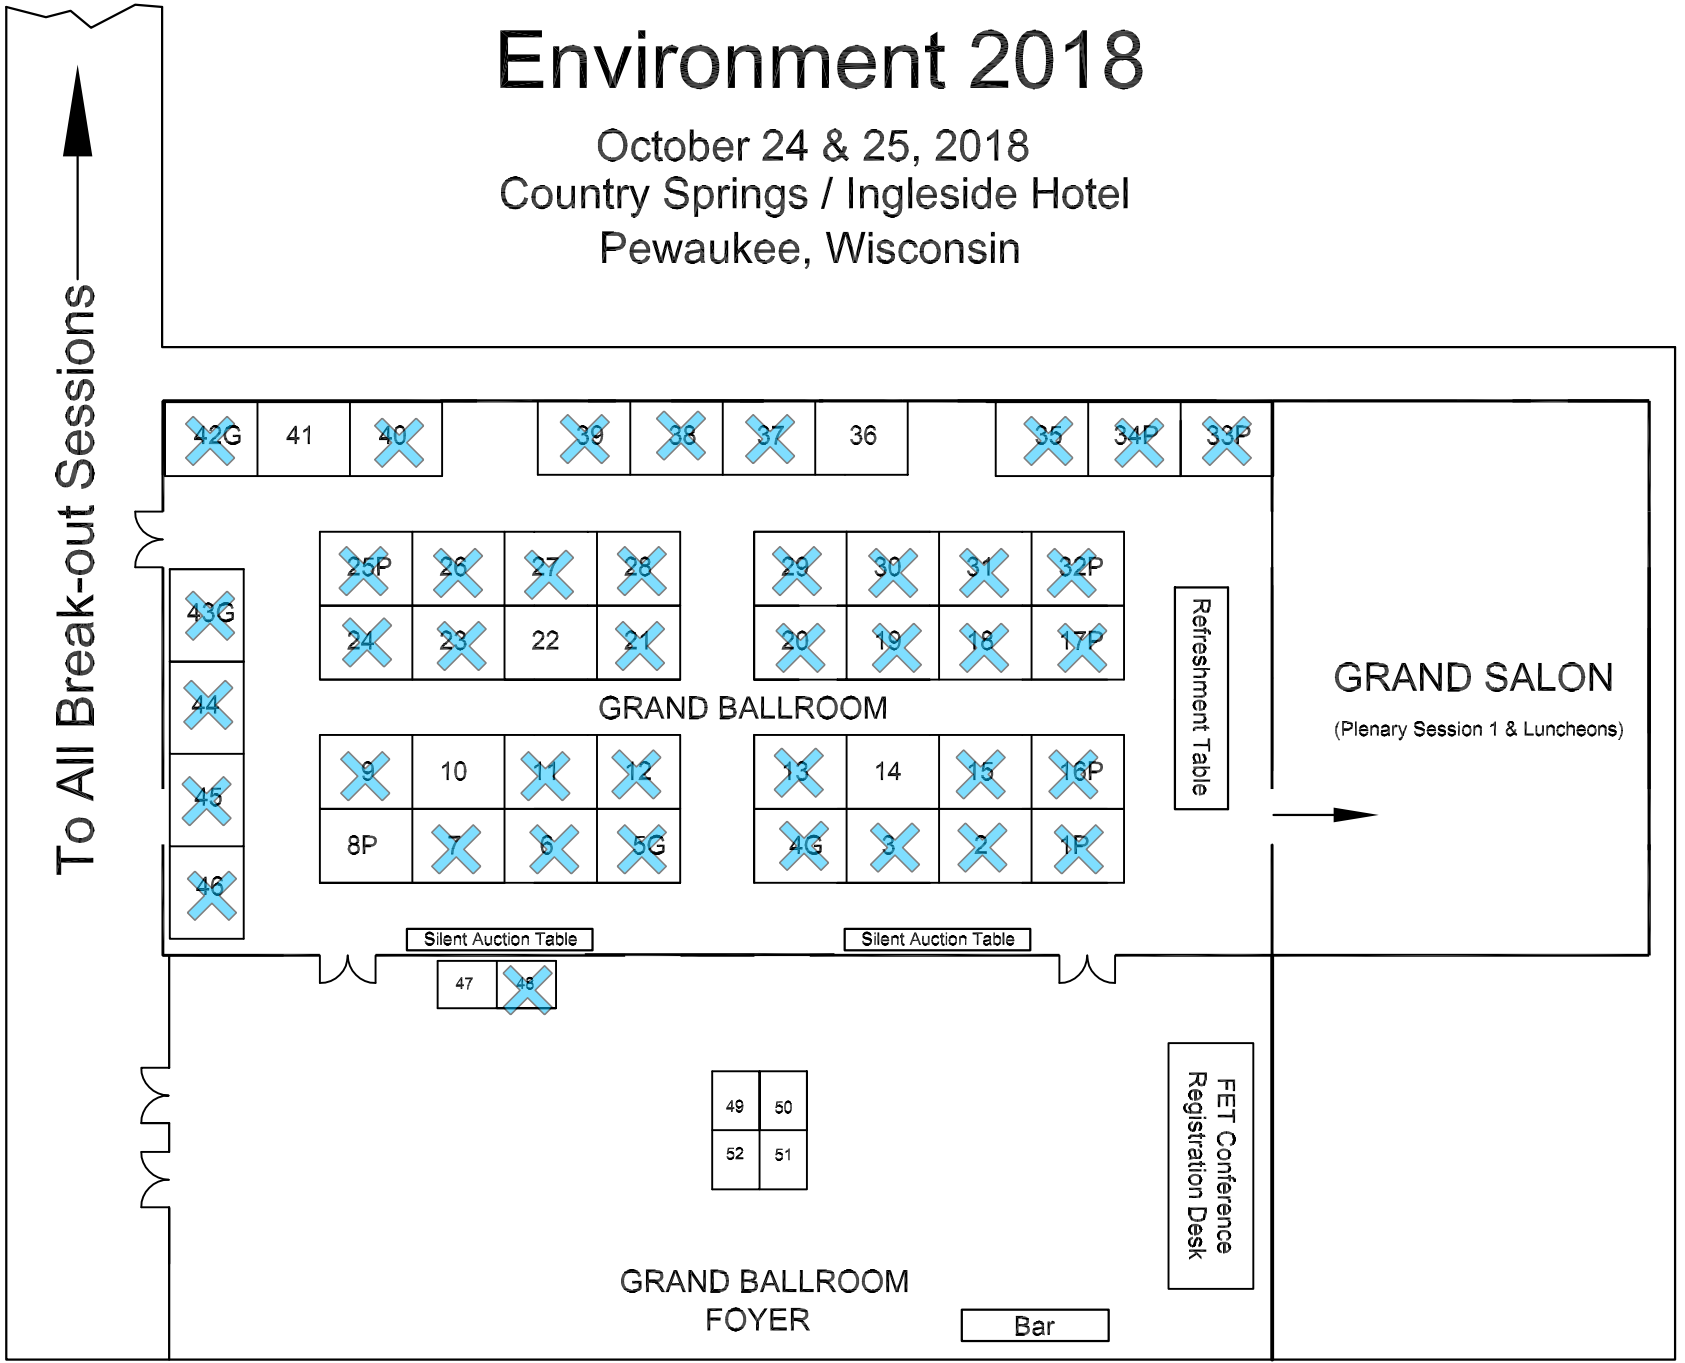 Environment 2018
October 24 & 25, 2018
Country Springs / Ingleside Hotel
Pewaukee, Wisconsin
To All Break-out Sessions
42G 41 40 39 38 37 36 35 34P 33P
25P 26 27 28 29 30 31 32P
24 23 22 21 20 19 18 17P
43G
44
45
46
GRAND BALLROOM
9 10 11 12 13 14 15 16P
8P 7 6 5G 4G 3 2 1P
Refreshment Table
GRAND SALON
(Plenary Session 1 & Luncheons)
Silent Auction Table
Silent Auction Table
47 48
49 50
52 51
FET Conference
Registration Desk
GRAND BALLROOM
FOYER
Bar